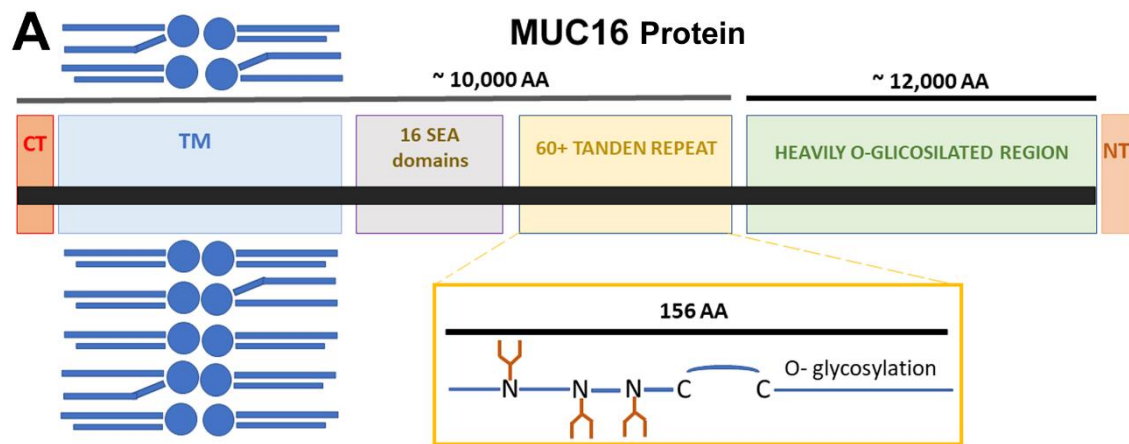 A
MUC16 Protein
~ 10,000 AA
~ 12,000 AA
CT
TM
16 SEA
domains
60+ TANDEN REPEAT
HEAVILY O-GLICOSILATED REGION
NT
156 AA
N N N C C O- glycosylation